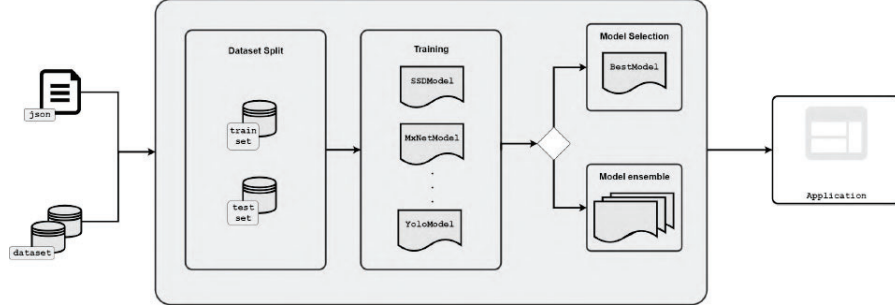 json
dataset
Dataset Split
train
set
test
set
Training
SSDModel
MxNetModel
YoloModel
Model Selection
BestModel
Model ensemble
Application